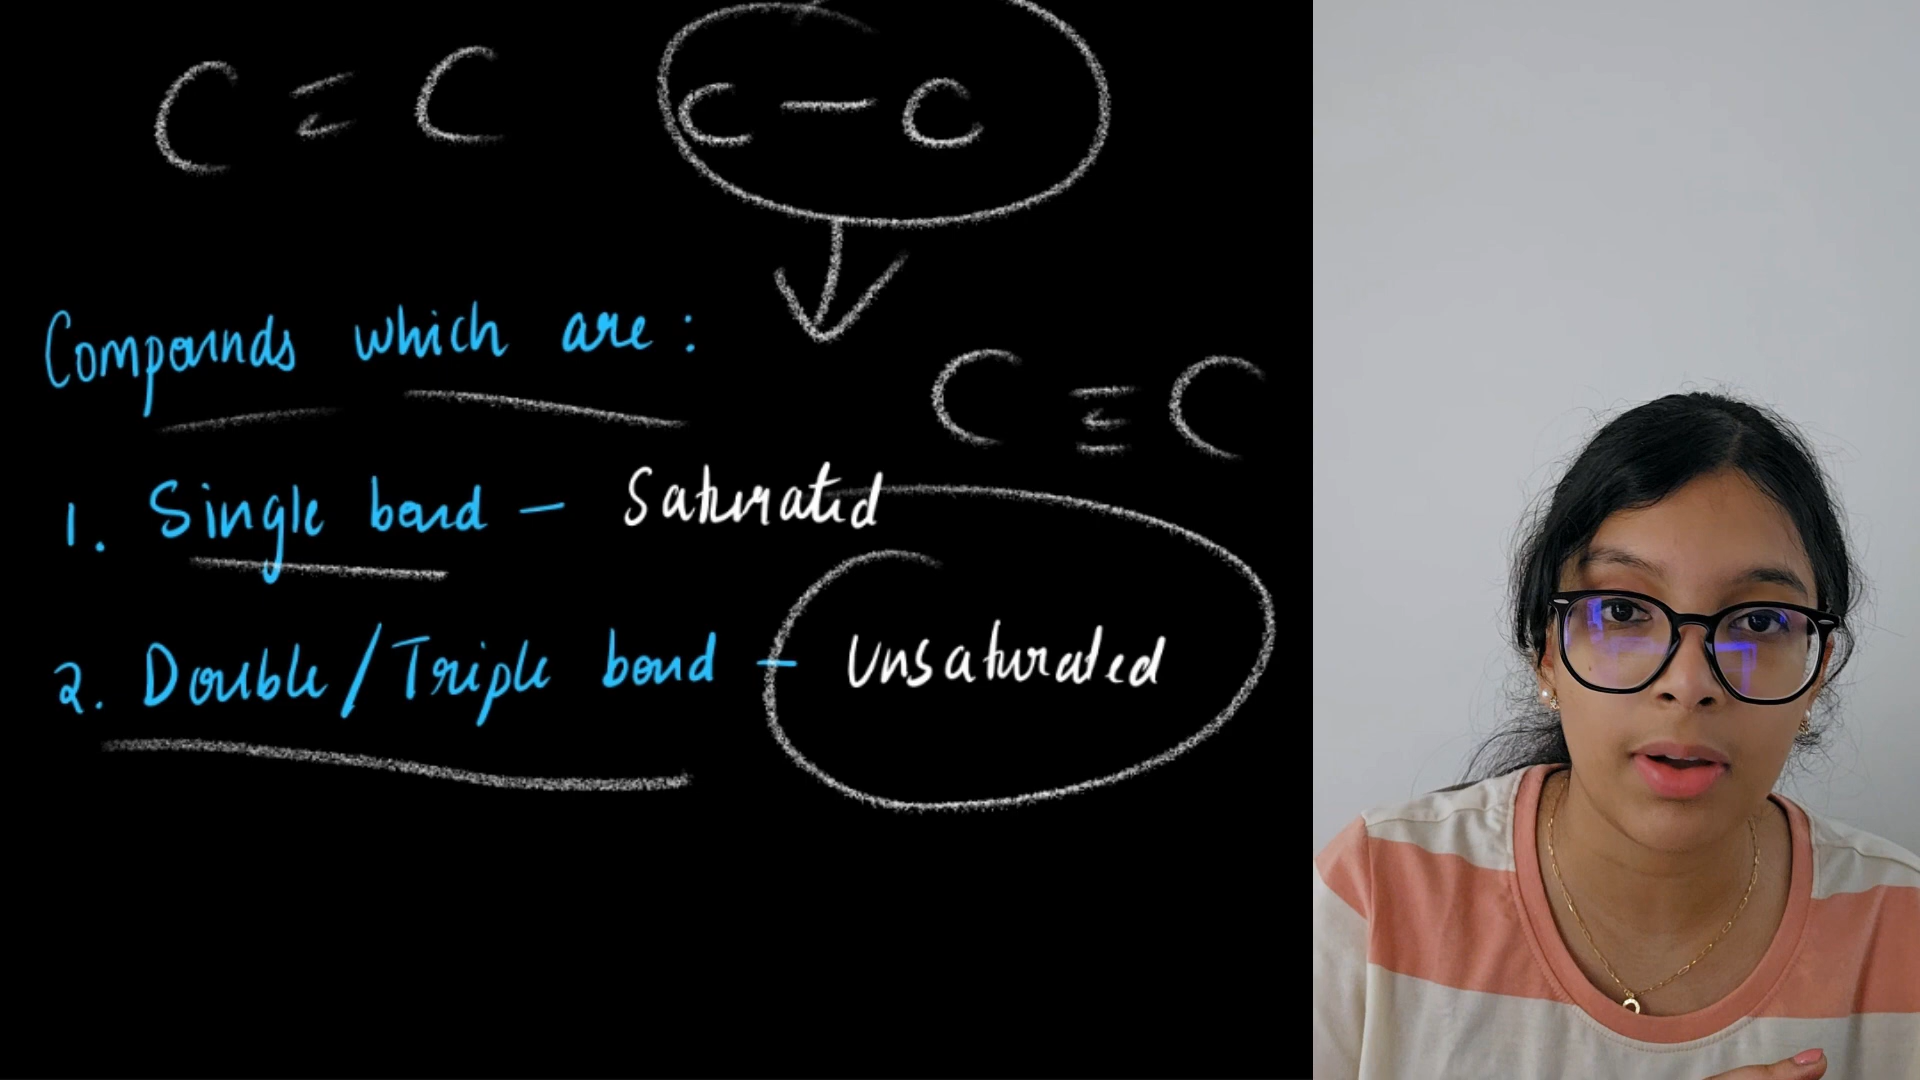 C = C
C - C
Compounds which are :
C ≡ C
1. Single bond - Saturated
2. Double/Triple bond - Unsaturated